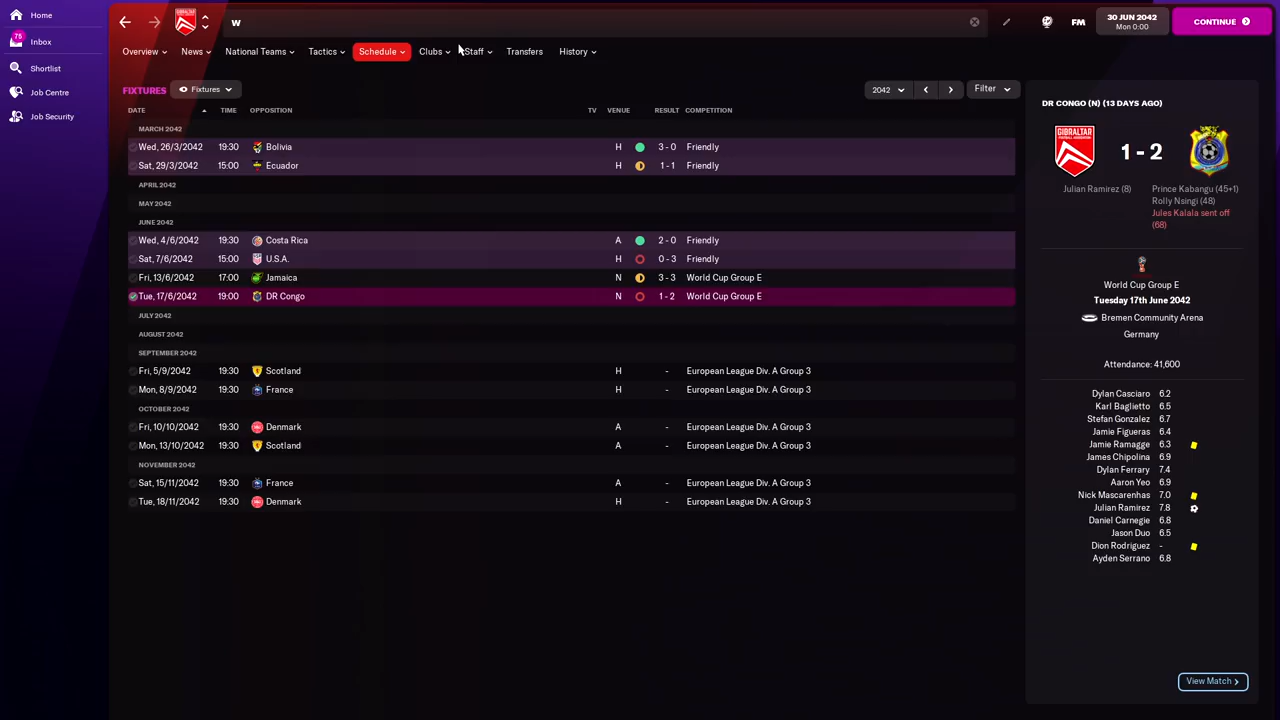 Home
75
Inbox
Shortlist
Job Centre
Job Security
GIBRALTAR
w
FM
30 JUN 2042
Mon 0:00
CONTINUE
Overview
News
National Teams
Tactics
Schedule
Clubs
Staff
Transfers
History
FIXTURES
Fixtures
2042
Filter
DATE TIME OPPOSITION TV VENUE RESULT COMPETITION
MARCH 2042
Wed, 26/3/2042 19:30 Bolivia H 3 - 0 Friendly
Sat, 29/3/2042 15:00 Ecuador H 1 - 1 Friendly
APRIL 2042
MAY 2042
JUNE 2042
Wed, 4/6/2042 19:30 Costa Rica A 2 - 0 Friendly
Sat, 7/6/2042 15:00 U.S.A. H 0 - 3 Friendly
Fri, 13/6/2042 17:00 Jamaica N 3 - 3 World Cup Group E
Tue, 17/6/2042 19:00 DR Congo N 1 - 2 World Cup Group E
JULY 2042
AUGUST 2042
SEPTEMBER 2042
Fri, 5/9/2042 19:30 Scotland H - European League Div. A Group 3
Mon, 8/9/2042 19:30 France H - European League Div. A Group 3
OCTOBER 2042
Fri, 10/10/2042 19:30 Denmark A - European League Div. A Group 3
Mon, 13/10/2042 19:30 Scotland A - European League Div. A Group 3
NOVEMBER 2042
Sat, 15/11/2042 19:30 France A - European League Div. A Group 3
Tue, 18/11/2042 19:30 Denmark H - European League Div. A Group 3
DR CONGO (N) (13 DAYS AGO)
GIBRALTAR
1 - 2
Julian Ramirez (8)
Prince Kabangu (45+1)
Rolly Nsingi (48)
Jules Kalala sent off
(68)
World Cup Group E
Tuesday 17th June 2042
Bremen Community Arena
Germany
Attendance: 41,600
Dylan Casciaro 6.2
Karl Baglietto 6.5
Stefan Gonzalez 6.7
Jamie Figueras 6.4
Jamie Ramagge 6.3
James Chipolina 6.9
Dylan Ferrary 7.4
Aaron Yeo 6.9
Nick Mascarenhas 7.0
Julian Ramirez 7.8
Daniel Carnegie 6.8
Jason Duo 6.5
Dion Rodriguez -
Ayden Serrano 6.8
View Match